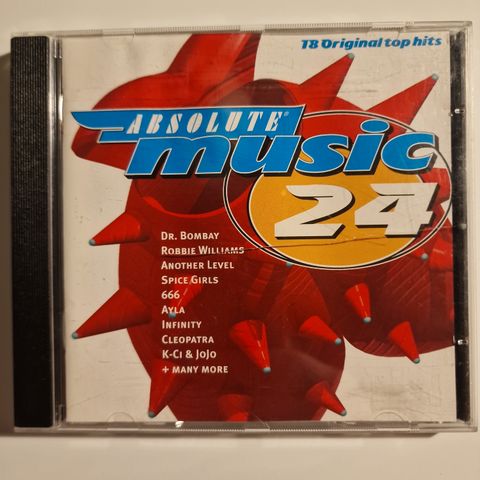 18 Original top hits
ABSOLUTE®
music
24
DR. BOMBAY
ROBBIE WILLIAMS
ANOTHER LEVEL
SPICE GIRLS
666
AYLA
INFINITY
CLEOPATRA
K-CI & JOJO
+ MANY MORE